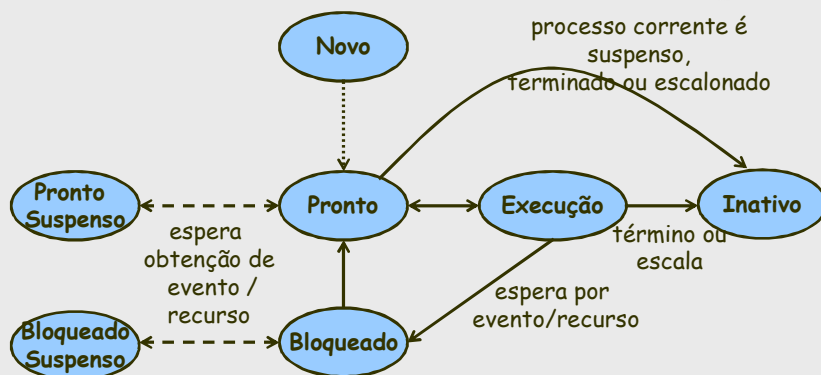 Novo
processo corrente é
suspenso,
terminado ou escalonado
Pronto
Suspenso
Pronto
Execução
Inativo
espera
obtenção de
evento /
recurso
término ou
escala
espera por
evento/recurso
Bloqueado
Suspenso
Bloqueado